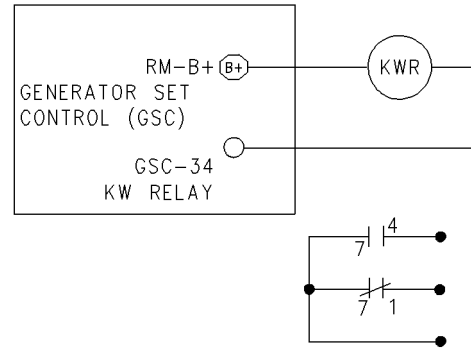 RM-B+ B+ KWR
GENERATOR SET
CONTROL (GSC)
GSC-34
KW RELAY
4
7
7 1